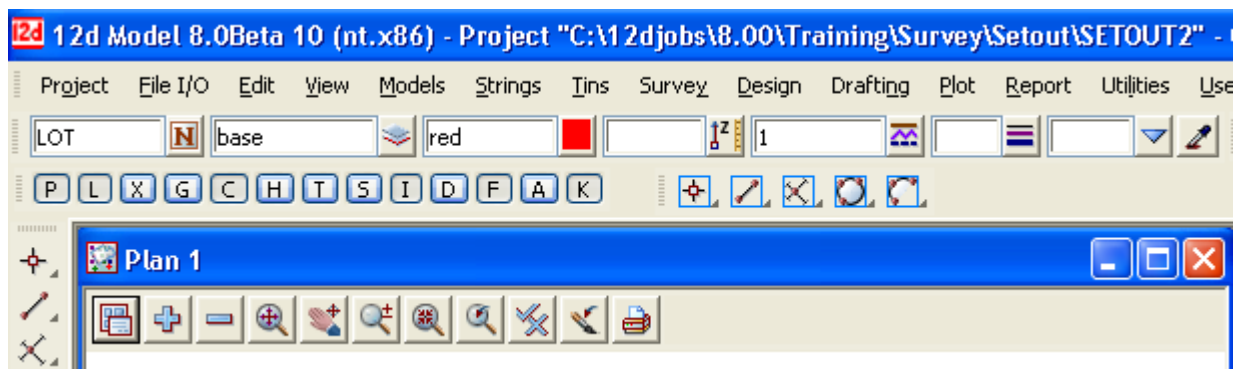 12d 12d Model 8.0Beta 10 (nt.x86) - Project "C:\12djobs\8.00\Training\Survey\Setout\SETOUT2" -
Project File I/O Edit View Models Strings Tins Survey Design Drafting Plot Report Utilities Use
LOT N base red Z 1
P L X G C H T S I D F A K
Plan 1